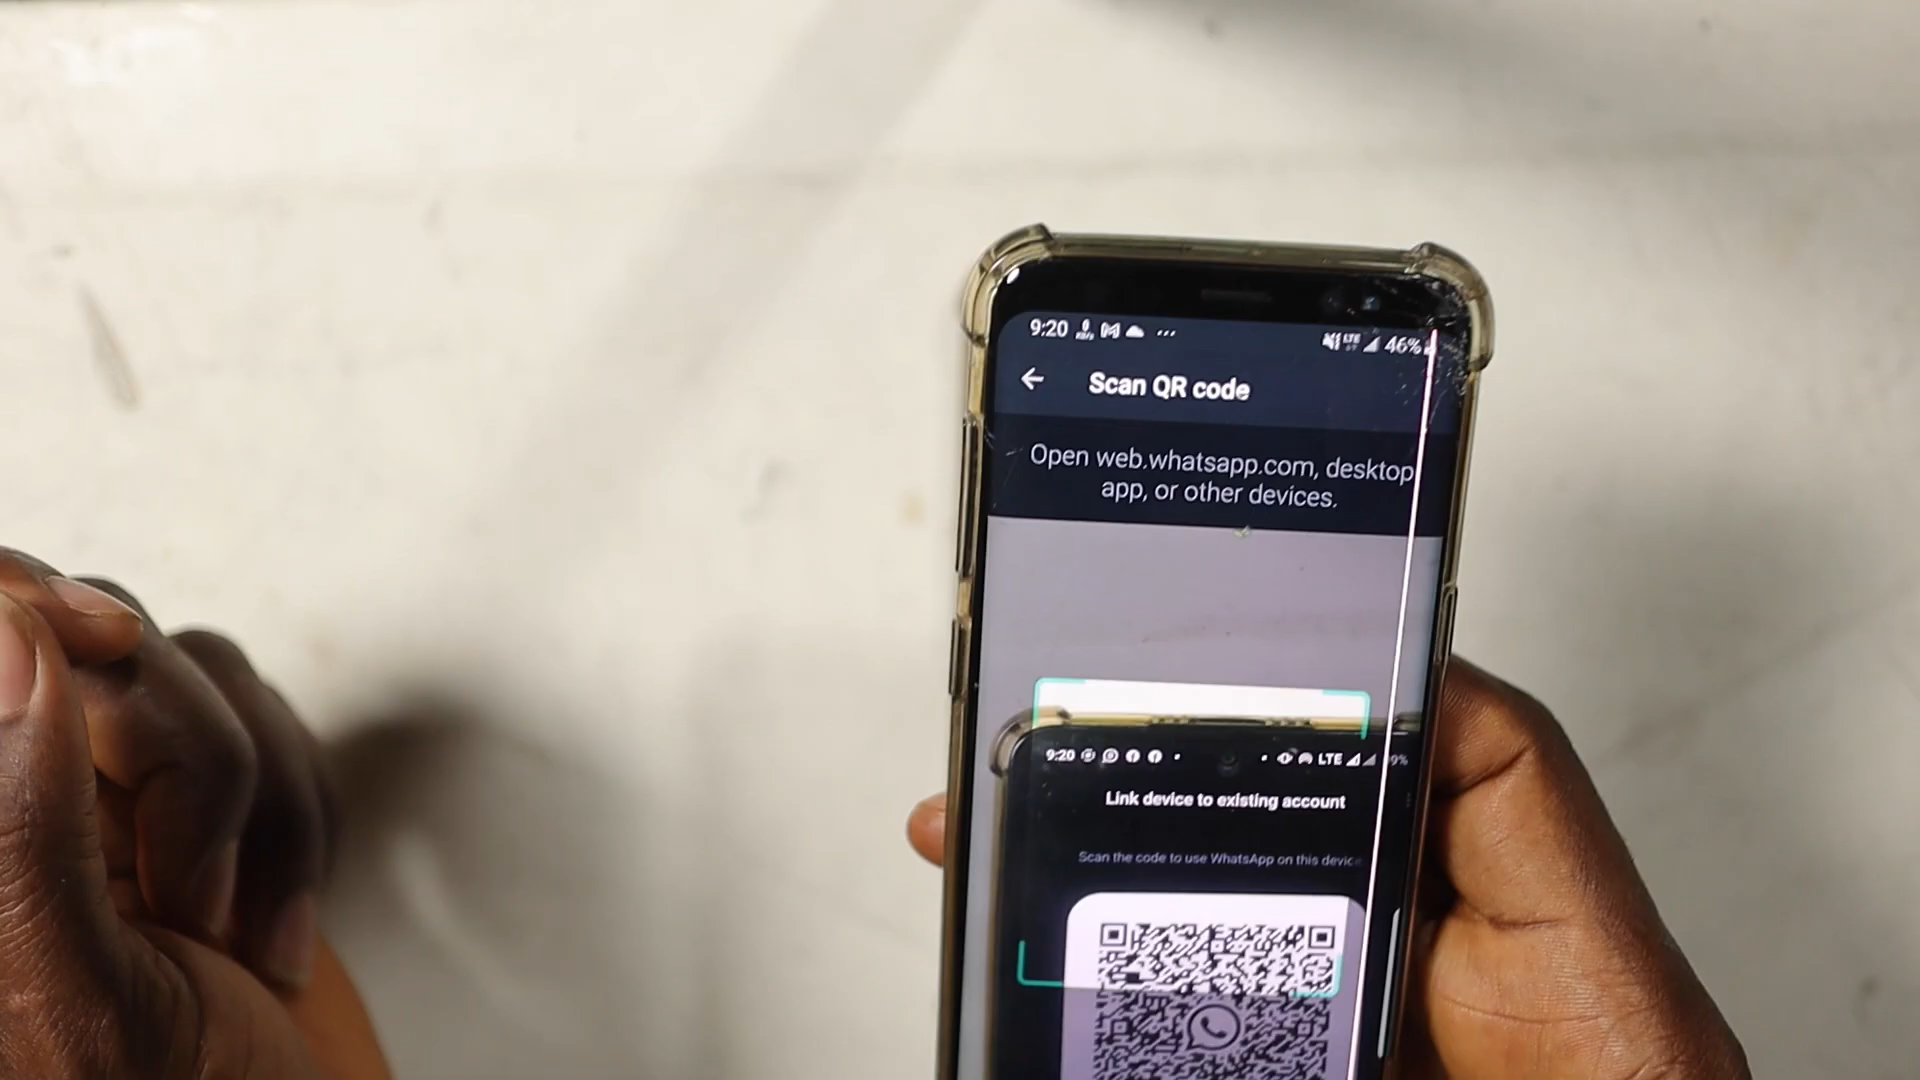 9:20 46%
Scan QR code
Open web.whatsapp.com, desktop
app, or other devices.
9:20 LTE 9%
Link device to existing account
Scan the code to use WhatsApp on this device